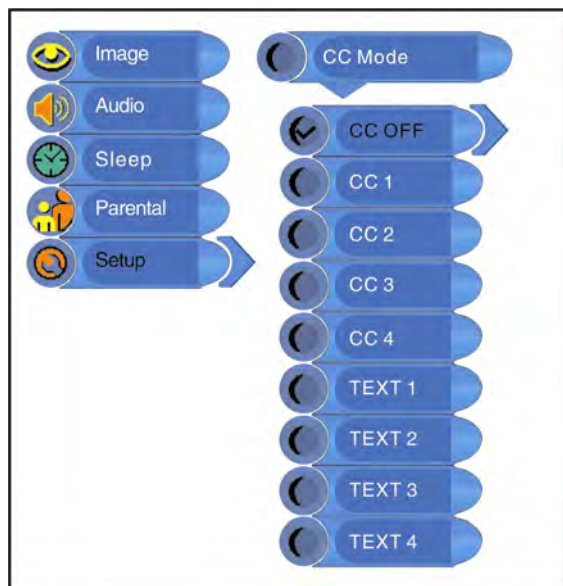 Image
Audio
Sleep
Parental
Setup
CC Mode
CC OFF
CC 1
CC 2
CC 3
CC 4
TEXT 1
TEXT 2
TEXT 3
TEXT 4